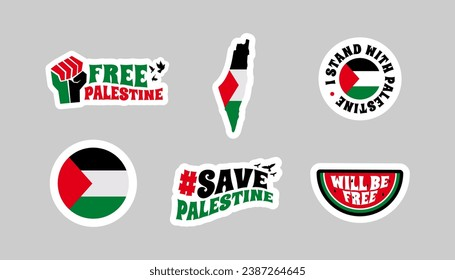 FREE
PALESTINE
I STAND WITH PALESTINE
#SAVE
PALESTINE
WILL BE
FREE
shutterstock.com · 2387264645